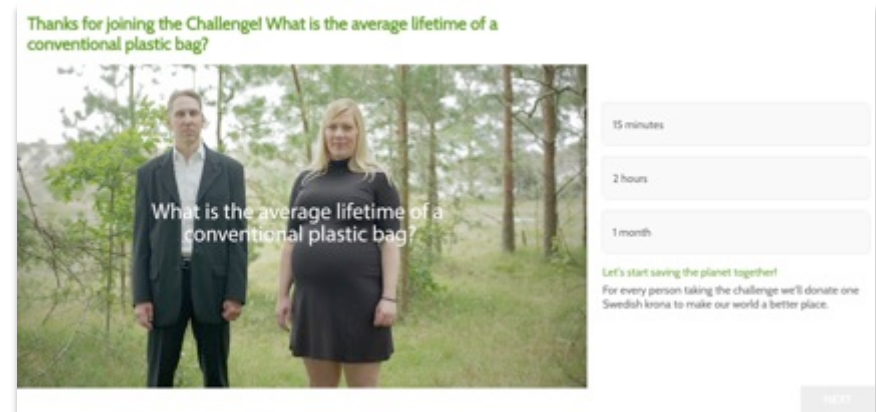 Thanks for joining the Challenge! What is the average lifetime of a
conventional plastic bag?
What is the average lifetime of a
conventional plastic bag?
15 minutes
2 hours
1 month
Let's start saving the planet together!
For every person taking the challenge we'll donate one
Swedish krona to make our world a better place.
NEXT